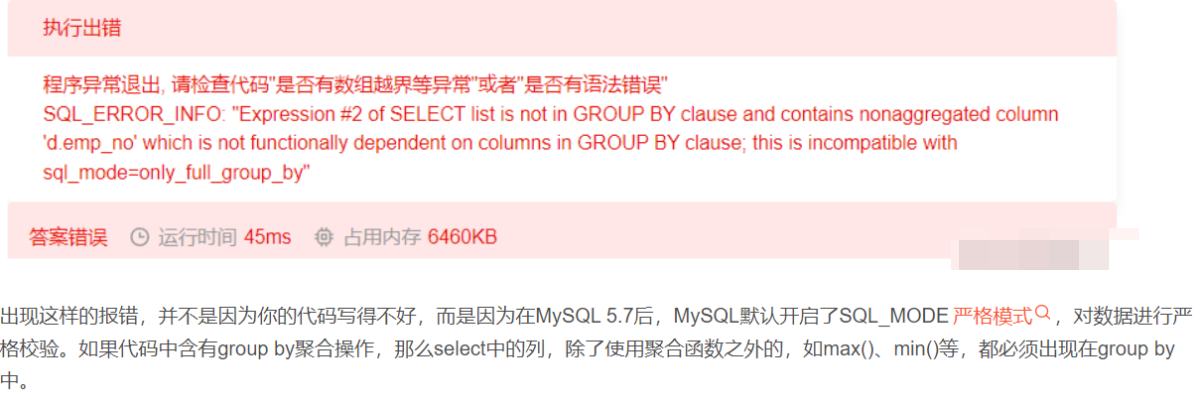 执行出错
程序异常退出, 请检查代码"是否有数组越界等异常"或者"是否有语法错误"
SQL_ERROR_INFO: "Expression #2 of SELECT list is not in GROUP BY clause and contains nonaggregated column
'd.emp_no' which is not functionally dependent on columns in GROUP BY clause; this is incompatible with
sql_mode=only_full_group_by"
答案错误 运行时间 45ms 占用内存 6460KB
出现这样的报错，并不是因为你的代码写得不好，而是因为在MySQL 5.7后，MySQL默认开启了SQL_MODE 严格模式，对数据进行严
格校验。如果代码中含有group by聚合操作，那么select中的列，除了使用聚合函数之外的，如max()、min()等，都必须出现在group by
中。